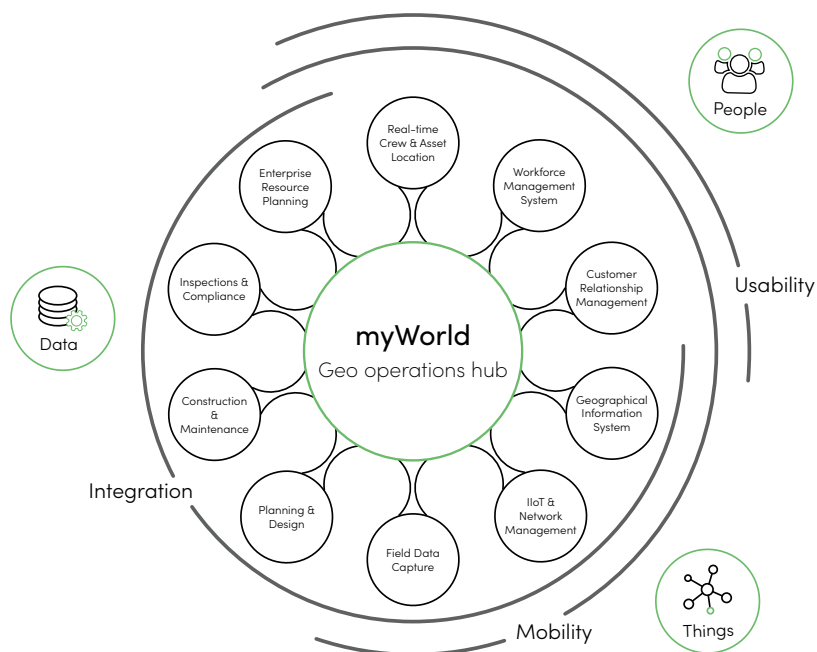 People
Real-time
Crew & Asset
Location
Enterprise
Resource
Planning
Workforce
Management
System
Inspections &
Compliance
Customer
Relationship
Management
Usability
Data
myWorld
Geo operations hub
Construction
&
Maintenance
Geographical
Information
System
Integration
Planning &
Design
IIoT &
Network
Management
Field Data
Capture
Mobility
Things